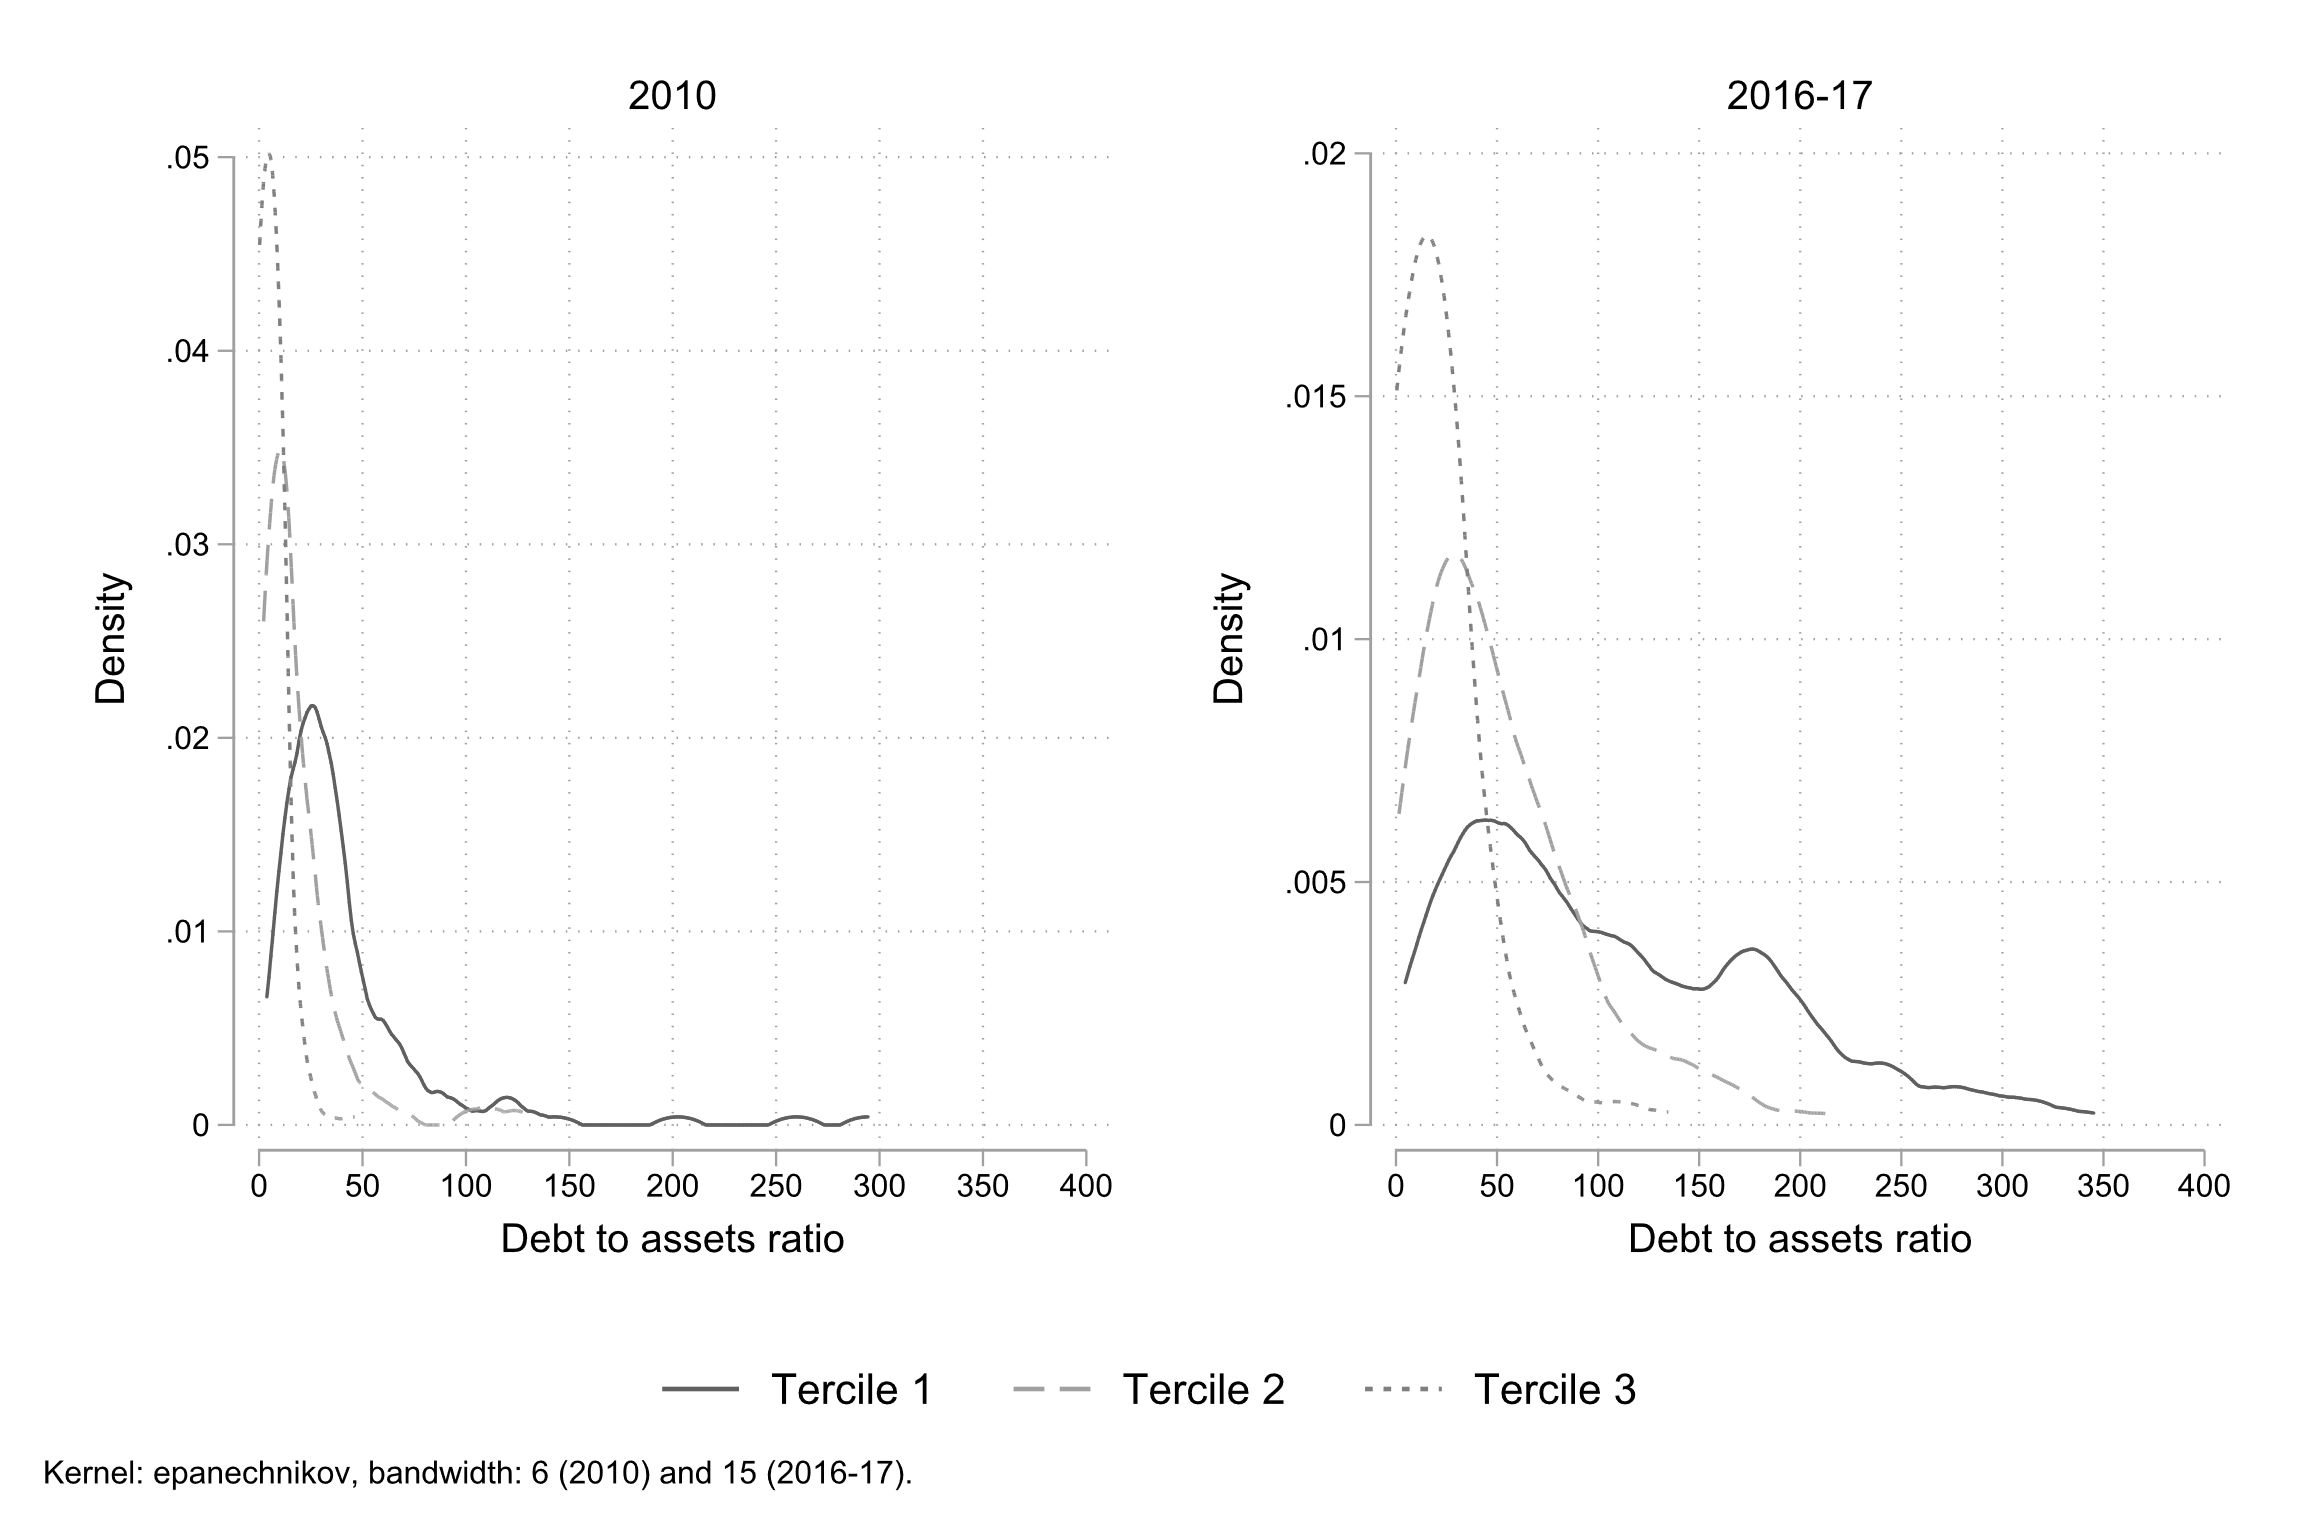 2010
.05
.04
.03
.02
.01
0
Density
0 50 100 150 200 250 300 350 400
Debt to assets ratio
2016-17
.02
.015
.01
.005
0
Density
0 50 100 150 200 250 300 350 400
Debt to assets ratio
Tercile 1 Tercile 2 Tercile 3
Kernel: epanechnikov, bandwidth: 6 (2010) and 15 (2016-17).